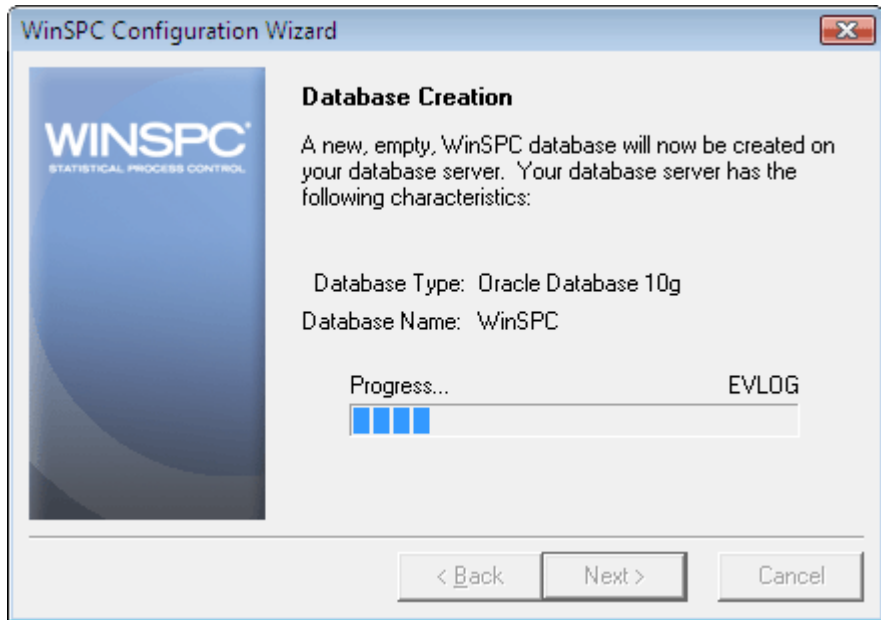 WinSPC Configuration Wizard
WINSPC
STATISTICAL PROCESS CONTROL
Database Creation
A new, empty, WinSPC database will now be created on
your database server. Your database server has the
following characteristics:
Database Type: Oracle Database 10g
Database Name: WinSPC
Progress... EVLOG
< Back Next > Cancel